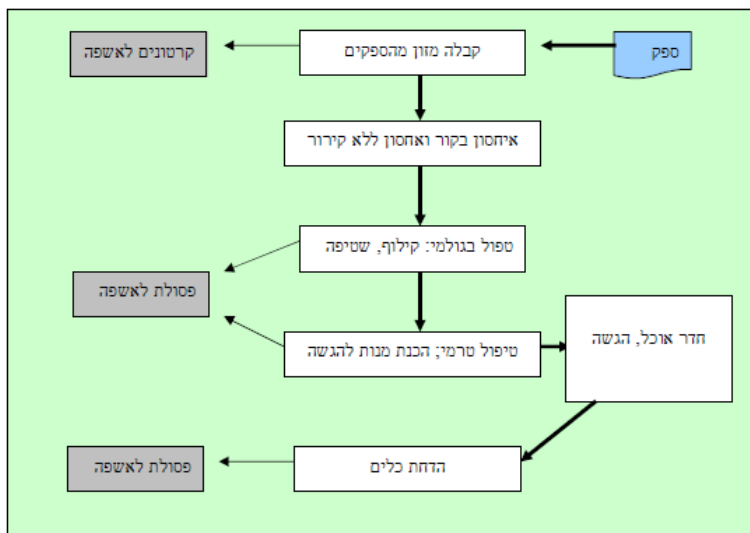 ספק
קבלה מזון מהספקים
קרטונים לאשפה
איחסון בקור ואחסון ללא קירור
טפול בגולמי: קילוף, שטיפה
פסולת לאשפה
טיפול טרמי; הכנת מנות להגשה
חדר אוכל, הגשה
הדחת כלים
פסולת לאשפה